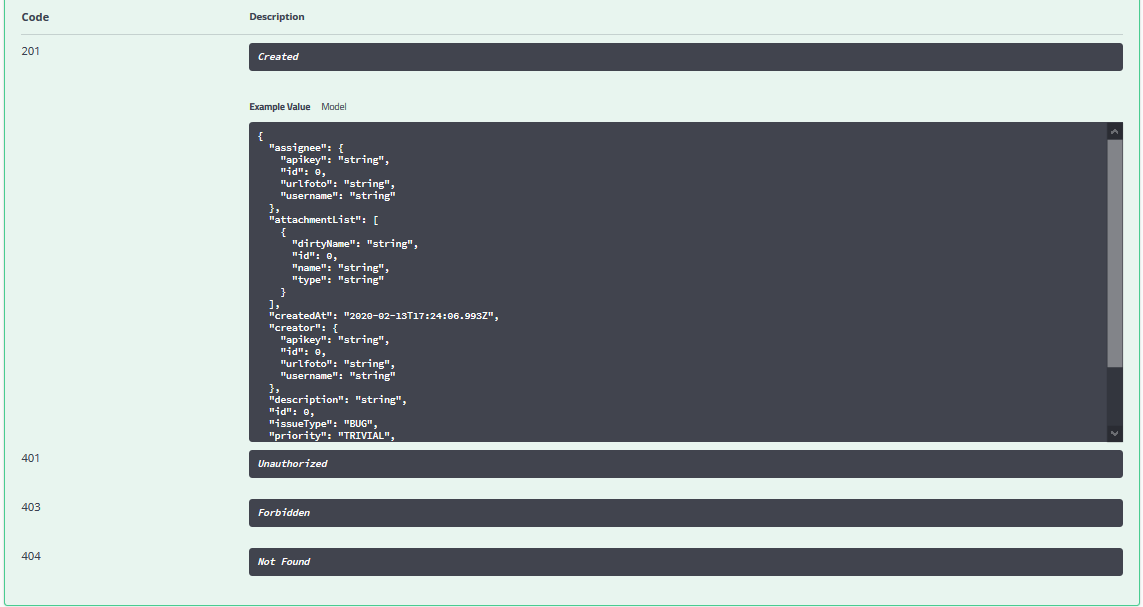 Code Description
201 Created
Example Value Model
{
  "assignee": {
    "apikey": "string",
    "id": 0,
    "urlfoto": "string",
    "username": "string"
  },
  "attachmentList": [
    {
      "dirtyName": "string",
      "id": 0,
      "name": "string",
      "type": "string"
    }
  ],
  "createdAt": "2020-02-13T17:24:06.993Z",
  "creator": {
    "apikey": "string",
    "id": 0,
    "urlfoto": "string",
    "username": "string"
  },
  "description": "string",
  "id": 0,
  "issueType": "BUG",
  "priority": "TRIVIAL",
401 Unauthorized
403 Forbidden
404 Not Found